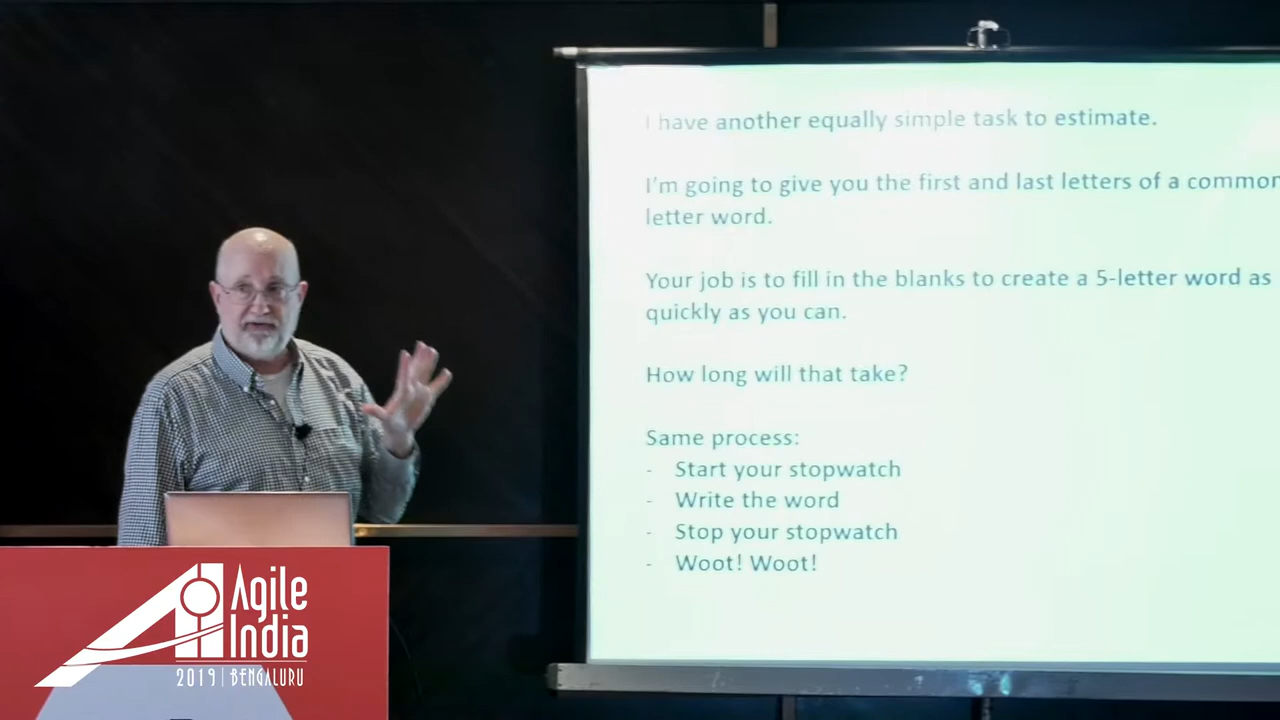 I have another equally simple task to estimate.
I'm going to give you the first and last letters of a common
letter word.
Your job is to fill in the blanks to create a 5-letter word as
quickly as you can.
How long will that take?
Same process:
- Start your stopwatch
- Write the word
- Stop your stopwatch
- Woot! Woot!
Agile
India
2019 | BENGALURU